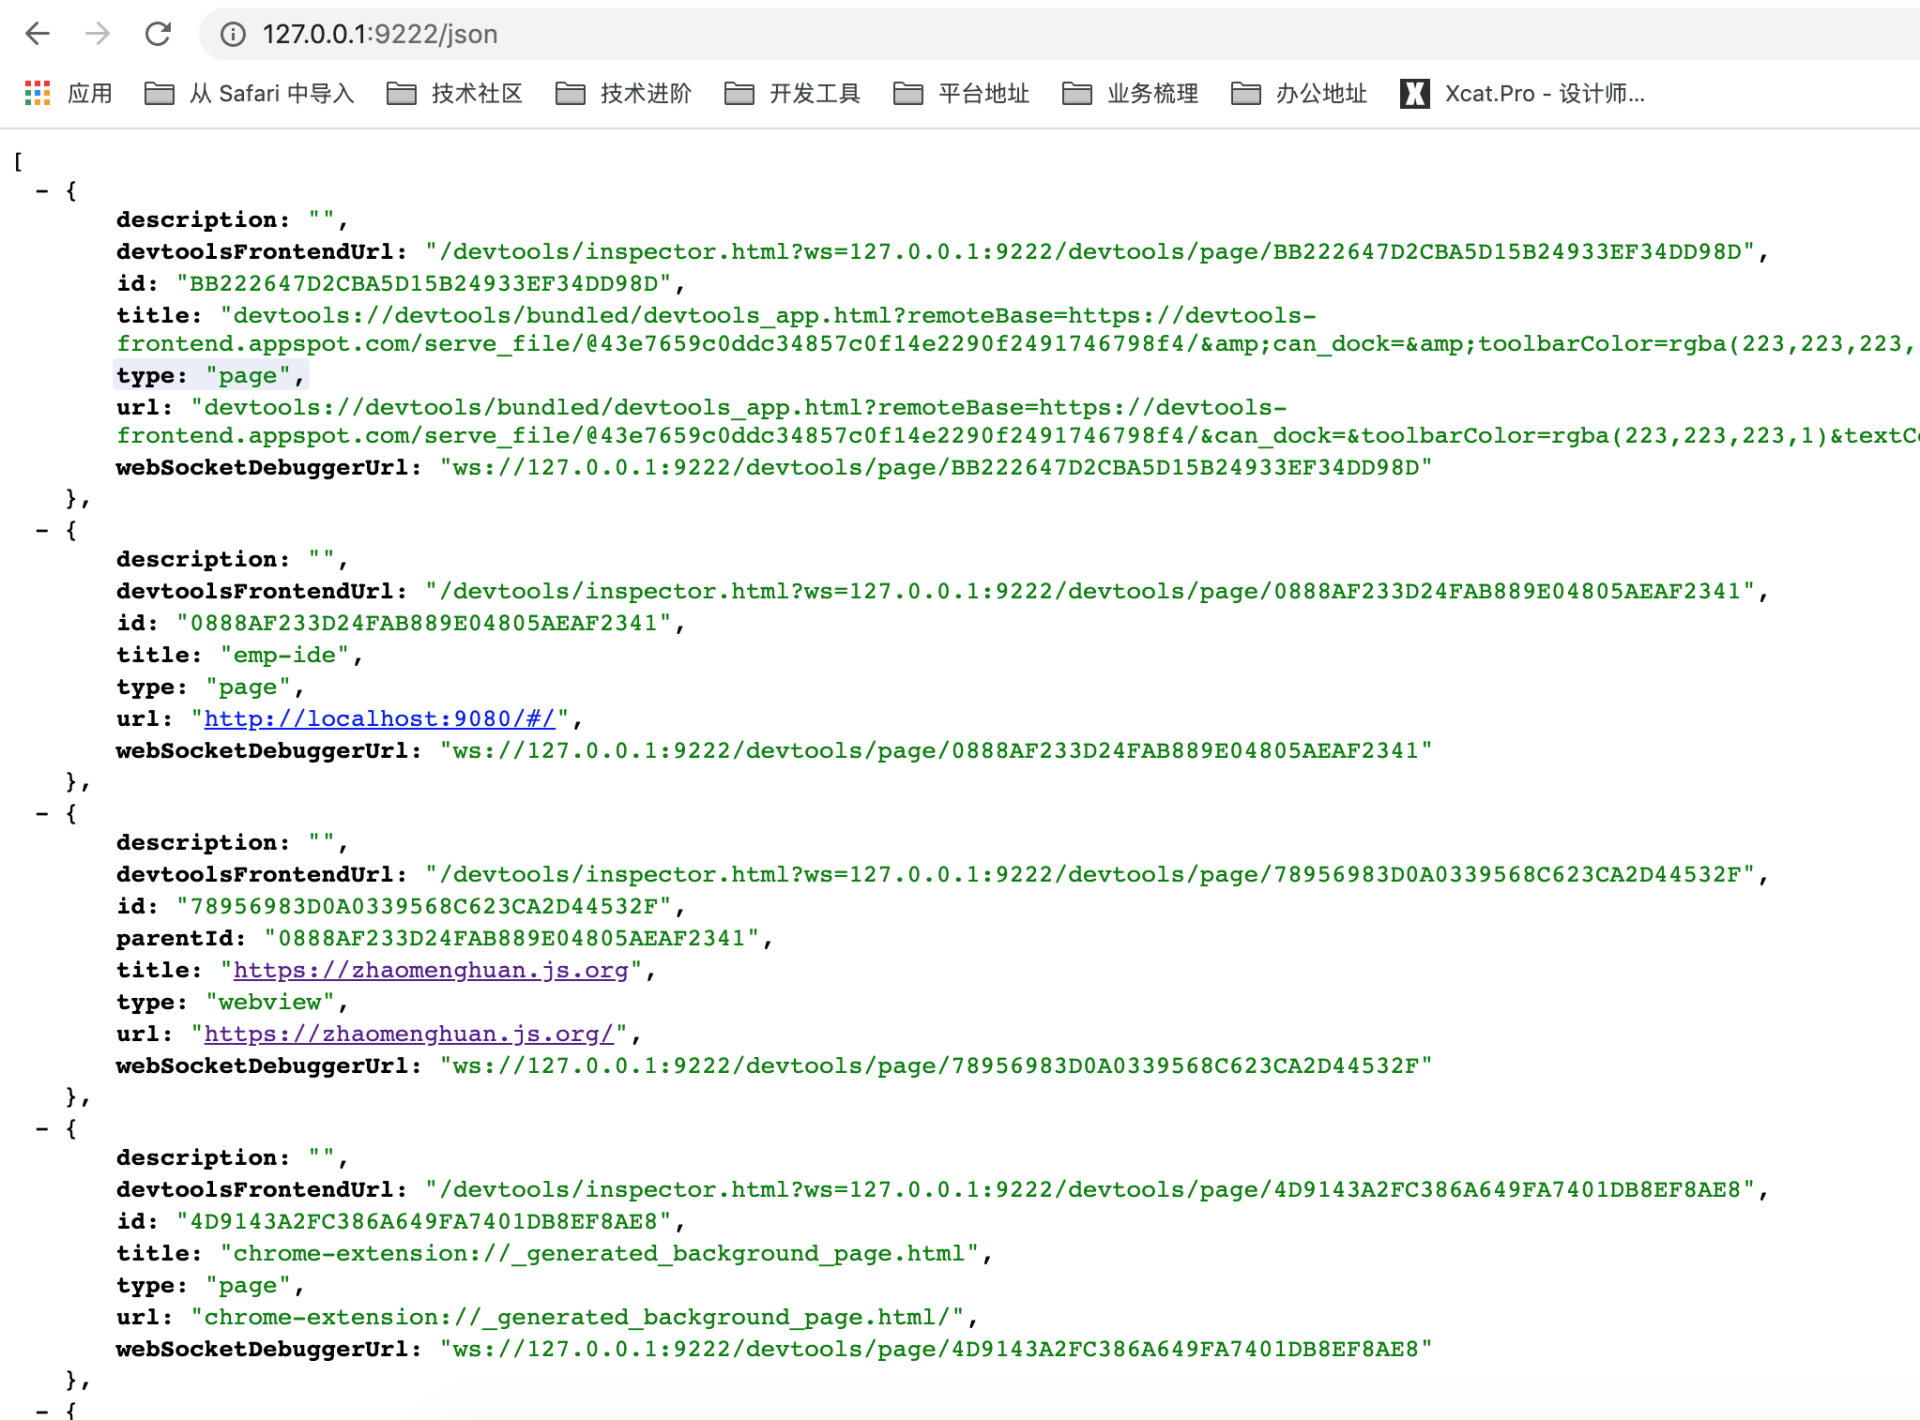 127.0.0.1:9222/json
应用 从 Safari 中导入 技术社区 技术进阶 开发工具 平台地址 业务梳理 办公地址 Xcat.Pro - 设计师...
[
- {
description: "",
devtoolsFrontendUrl: "/devtools/inspector.html?ws=127.0.0.1:9222/devtools/page/BB222647D2CBA5D15B24933EF34DD98D",
id: "BB222647D2CBA5D15B24933EF34DD98D",
title: "devtools://devtools/bundled/devtools_app.html?remoteBase=https://devtools-
frontend.appspot.com/serve_file/@43e7659c0ddc34857c0f14e2290f2491746798f4/&amp;can_dock=&amp;toolbarColor=rgba(223,223,223,
type: "page",
url: "devtools://devtools/bundled/devtools_app.html?remoteBase=https://devtools-
frontend.appspot.com/serve_file/@43e7659c0ddc34857c0f14e2290f2491746798f4/&can_dock=&toolbarColor=rgba(223,223,223,1)&textC
webSocketDebuggerUrl: "ws://127.0.0.1:9222/devtools/page/BB222647D2CBA5D15B24933EF34DD98D"
},
- {
description: "",
devtoolsFrontendUrl: "/devtools/inspector.html?ws=127.0.0.1:9222/devtools/page/0888AF233D24FAB889E04805AEAF2341",
id: "0888AF233D24FAB889E04805AEAF2341",
title: "emp-ide",
type: "page",
url: "http://localhost:9080/#/",
webSocketDebuggerUrl: "ws://127.0.0.1:9222/devtools/page/0888AF233D24FAB889E04805AEAF2341"
},
- {
description: "",
devtoolsFrontendUrl: "/devtools/inspector.html?ws=127.0.0.1:9222/devtools/page/78956983D0A0339568C623CA2D44532F",
id: "78956983D0A0339568C623CA2D44532F",
parentId: "0888AF233D24FAB889E04805AEAF2341",
title: "https://zhaomenghuan.js.org",
type: "webview",
url: "https://zhaomenghuan.js.org/",
webSocketDebuggerUrl: "ws://127.0.0.1:9222/devtools/page/78956983D0A0339568C623CA2D44532F"
},
- {
description: "",
devtoolsFrontendUrl: "/devtools/inspector.html?ws=127.0.0.1:9222/devtools/page/4D9143A2FC386A649FA7401DB8EF8AE8",
id: "4D9143A2FC386A649FA7401DB8EF8AE8",
title: "chrome-extension://_generated_background_page.html",
type: "page",
url: "chrome-extension://_generated_background_page.html/",
webSocketDebuggerUrl: "ws://127.0.0.1:9222/devtools/page/4D9143A2FC386A649FA7401DB8EF8AE8"
},
- {